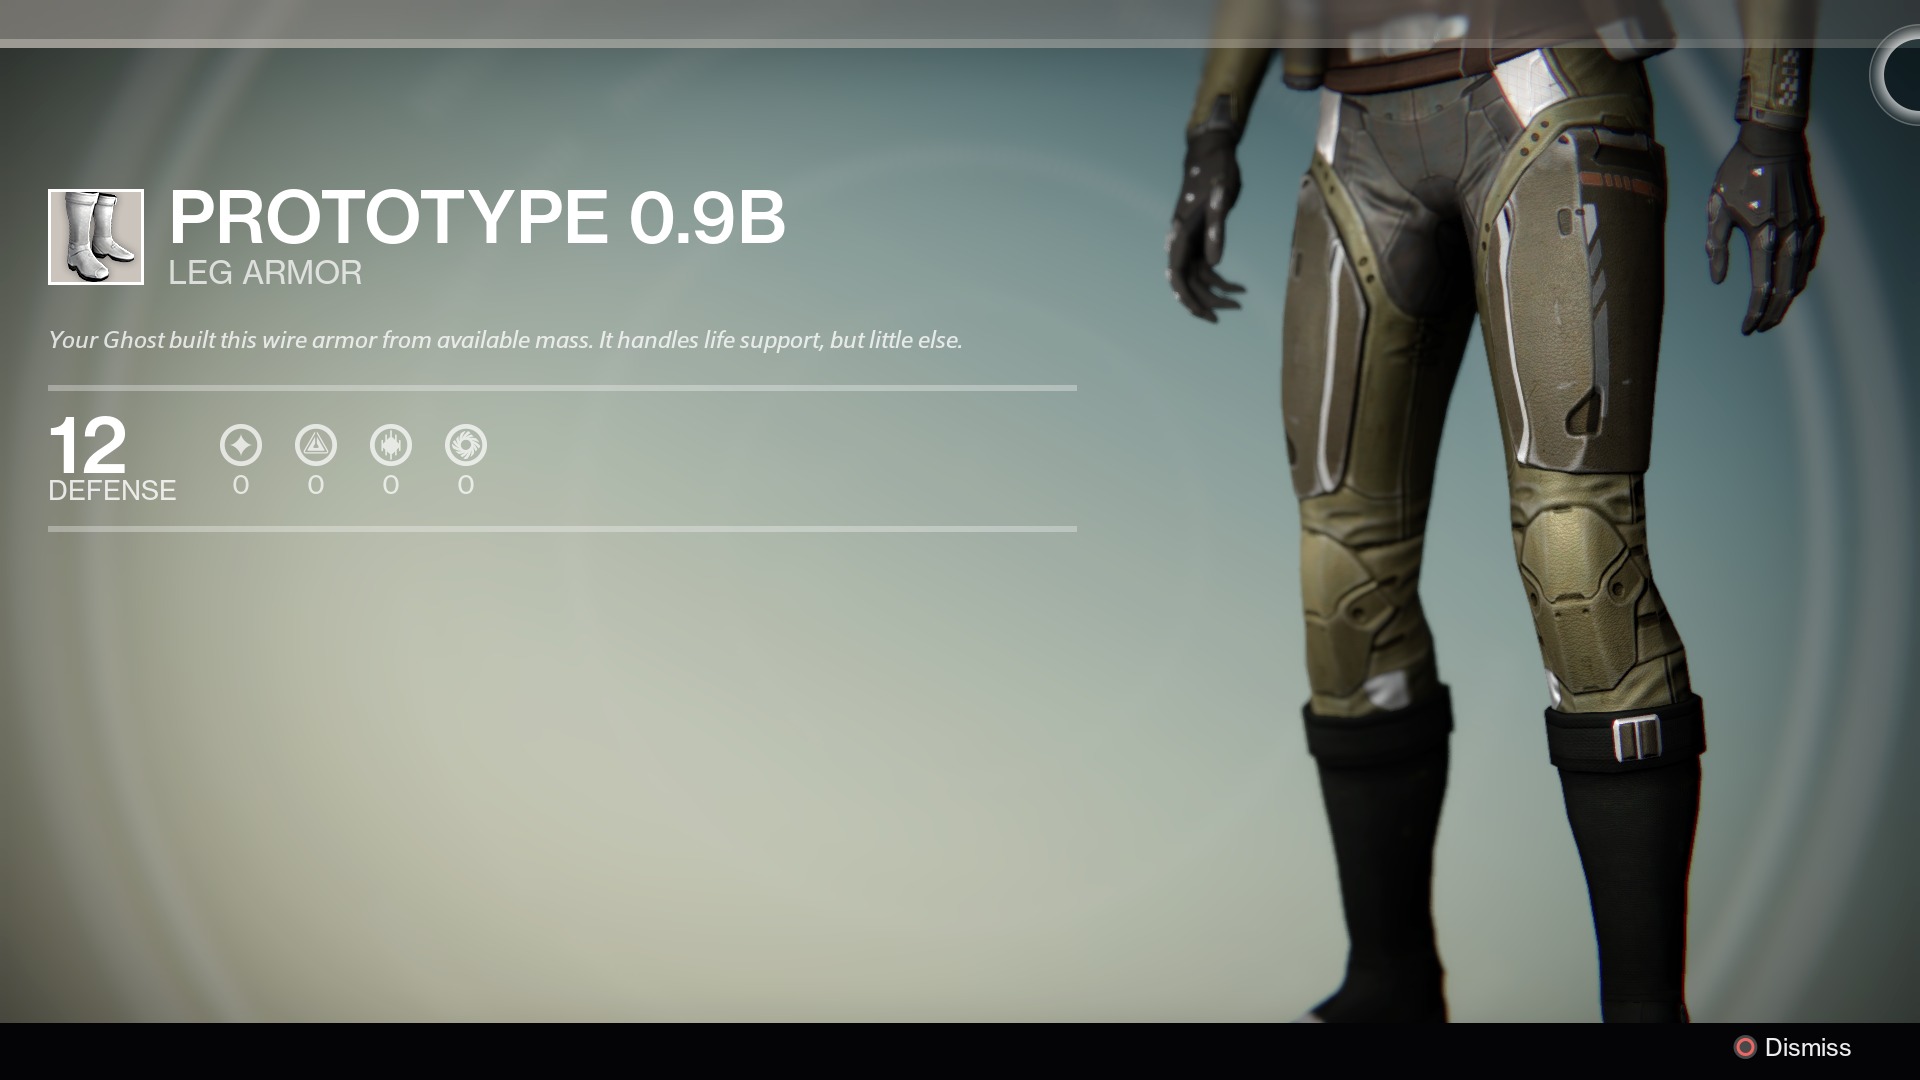 PROTOTYPE 0.9B
LEG ARMOR
Your Ghost built this wire armor from available mass. It handles life support, but little else.
12
DEFENSE
0 0 0 0
Dismiss